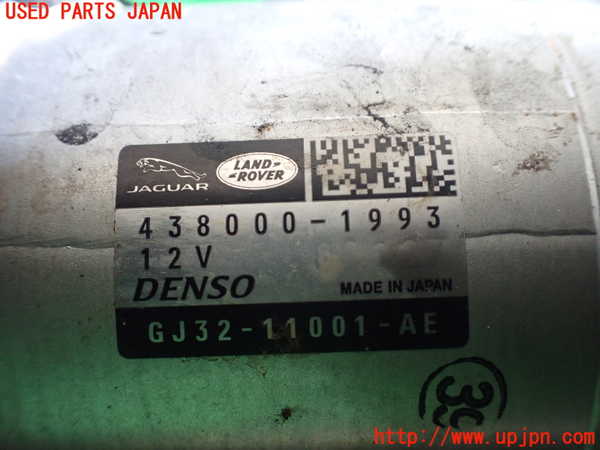 USED PARTS JAPAN
JAGUAR
LAND-
-ROVER
438000-1993
12V
DENSO
MADE IN JAPAN
GJ32-11001-AE
http://www.upjpn.com